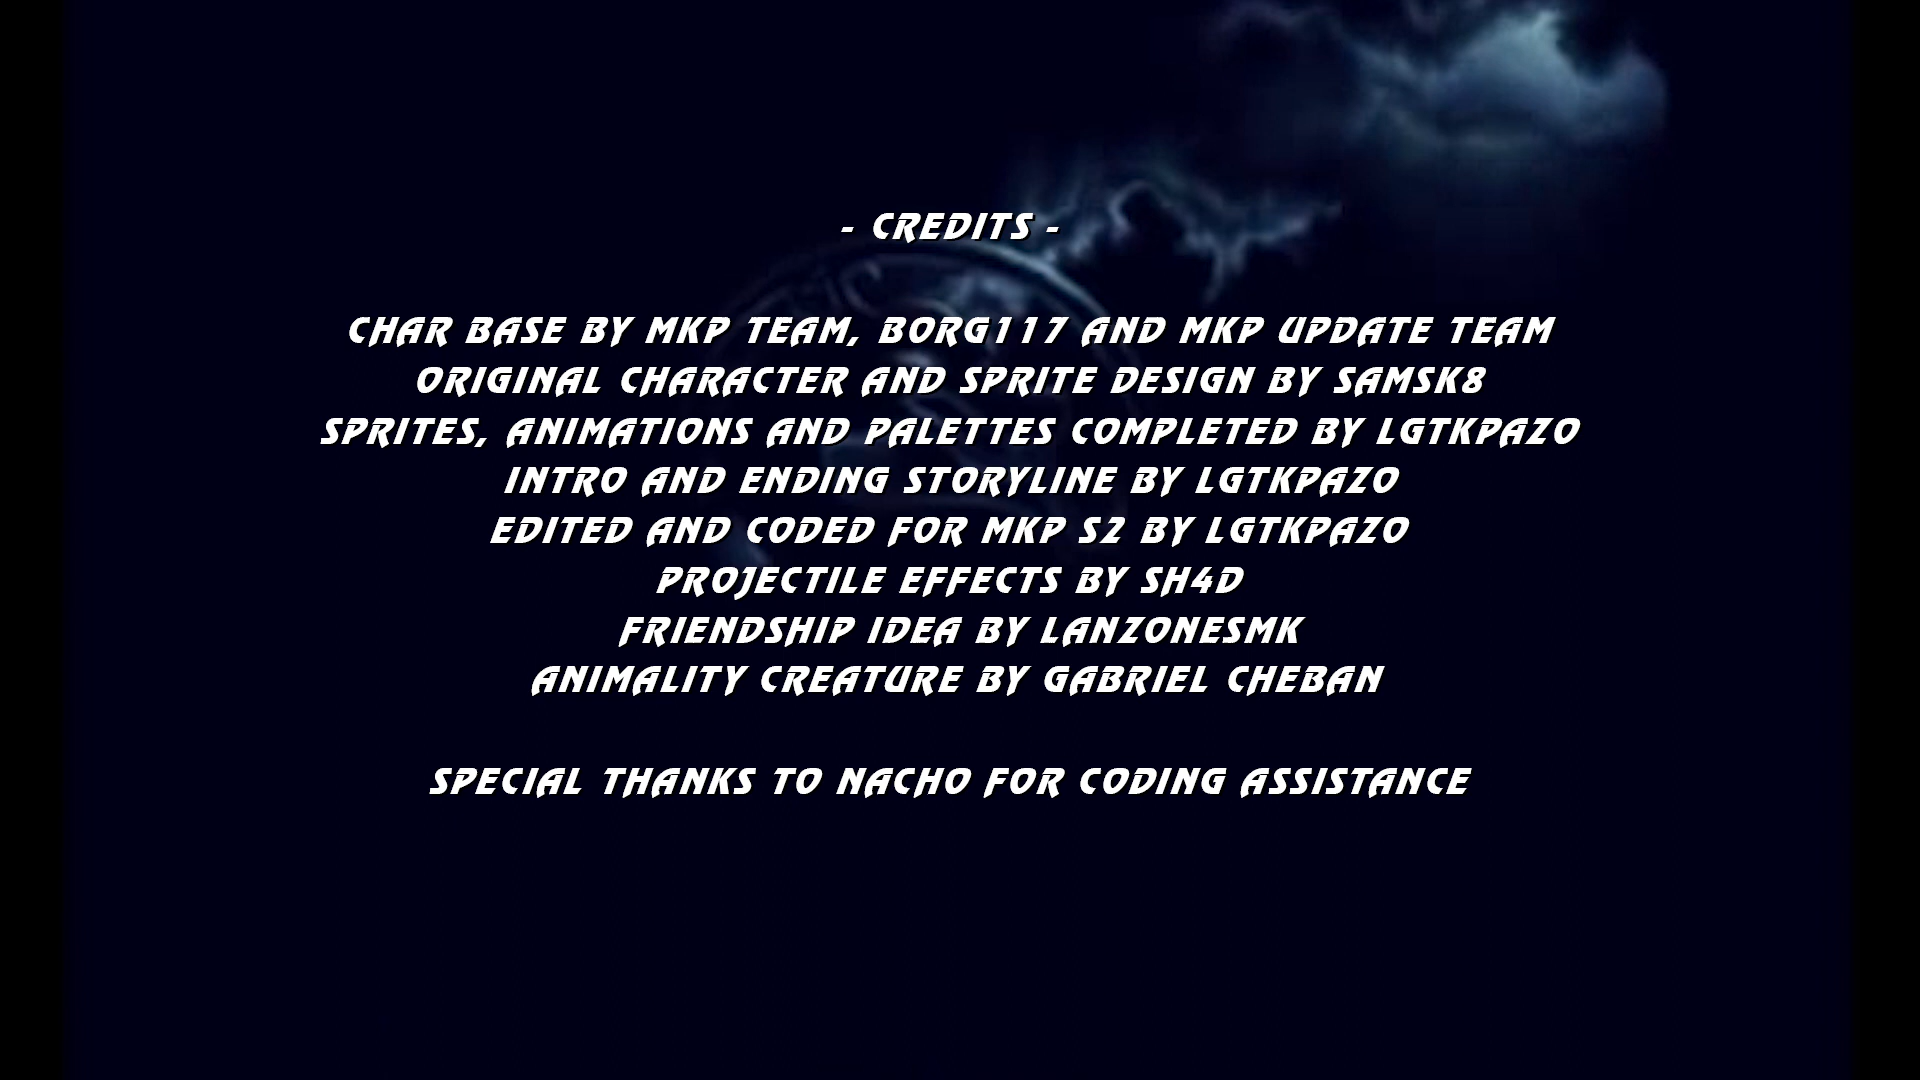 - CREDITS -
CHAR BASE BY MKP TEAM, BORG117 AND MKP UPDATE TEAM
ORIGINAL CHARACTER AND SPRITE DESIGN BY SAMSK8
SPRITES, ANIMATIONS AND PALETTES COMPLETED BY LGTKPAZO
INTRO AND ENDING STORYLINE BY LGTKPAZO
EDITED AND CODED FOR MKP S2 BY LGTKPAZO
PROJECTILE EFFECTS BY SH4D
FRIENDSHIP IDEA BY LANZONESMK
ANIMALITY CREATURE BY GABRIEL CHEBAN
SPECIAL THANKS TO NACHO FOR CODING ASSISTANCE